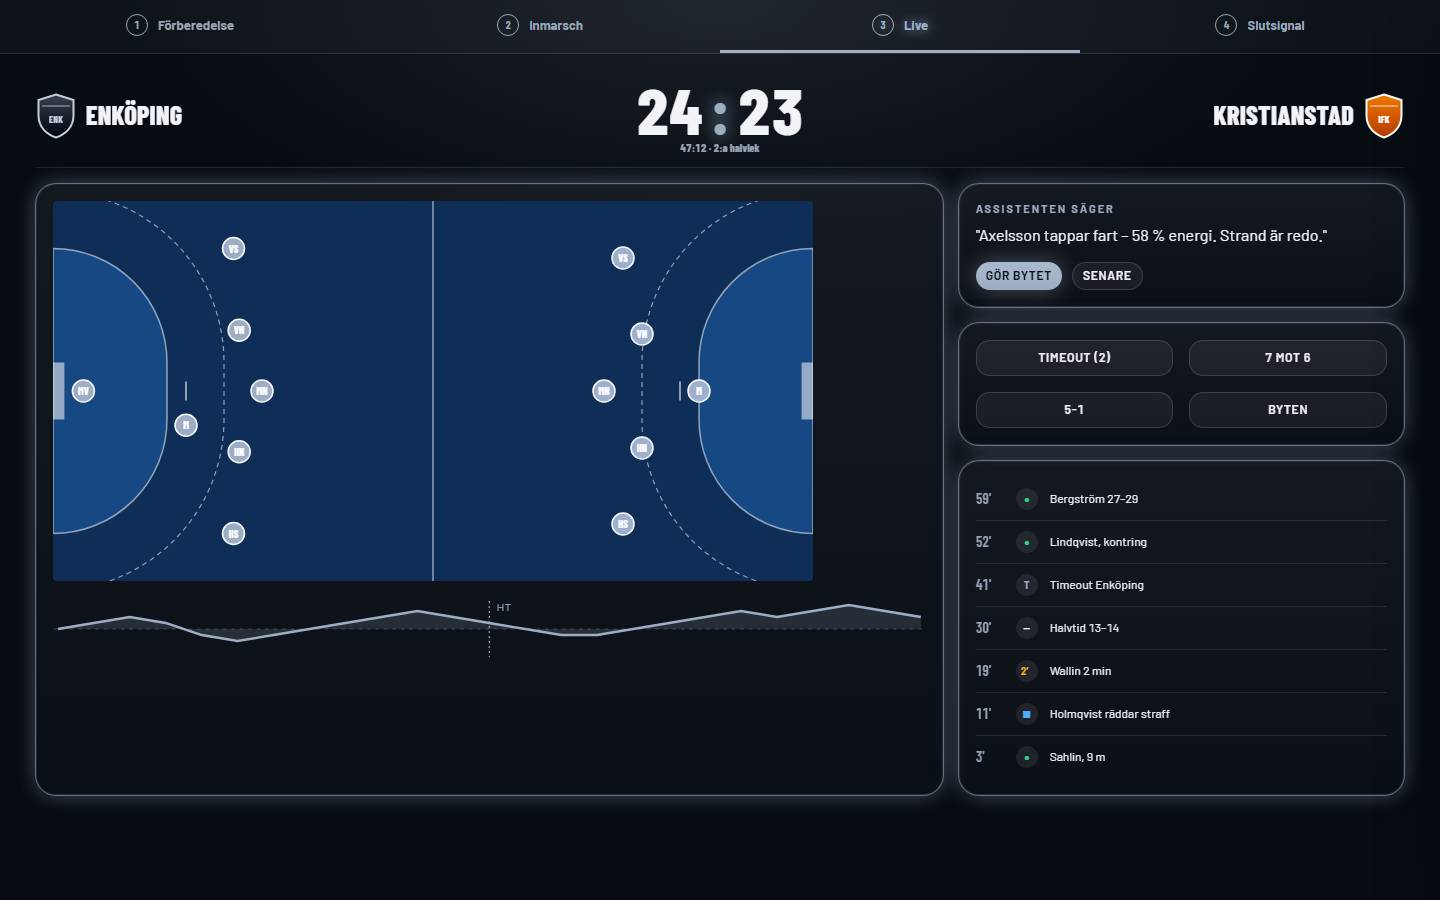 1 Förberedelse
2 Inmarsch
3 Live
4 Slutsignal
ENK ENKÖPING
24:23
47:12 · 2:a halvlek
KRISTIANSTAD IFK
VS
VN
MV
MN
M
HN
HS
VS
VN
MN
M
HN
HS
HT
ASSISTENTEN SÄGER
"Axelsson tappar fart – 58 % energi. Strand är redo."
GÖR BYTET
SENARE
TIMEOUT (2)
7 MOT 6
5-1
BYTEN
59' Bergström 27–29
52' Lindqvist, kontring
41' T Timeout Enköping
30' – Halvtid 13–14
19' 2' Wallin 2 min
11' Holmqvist räddar straff
3' Sahlin, 9 m